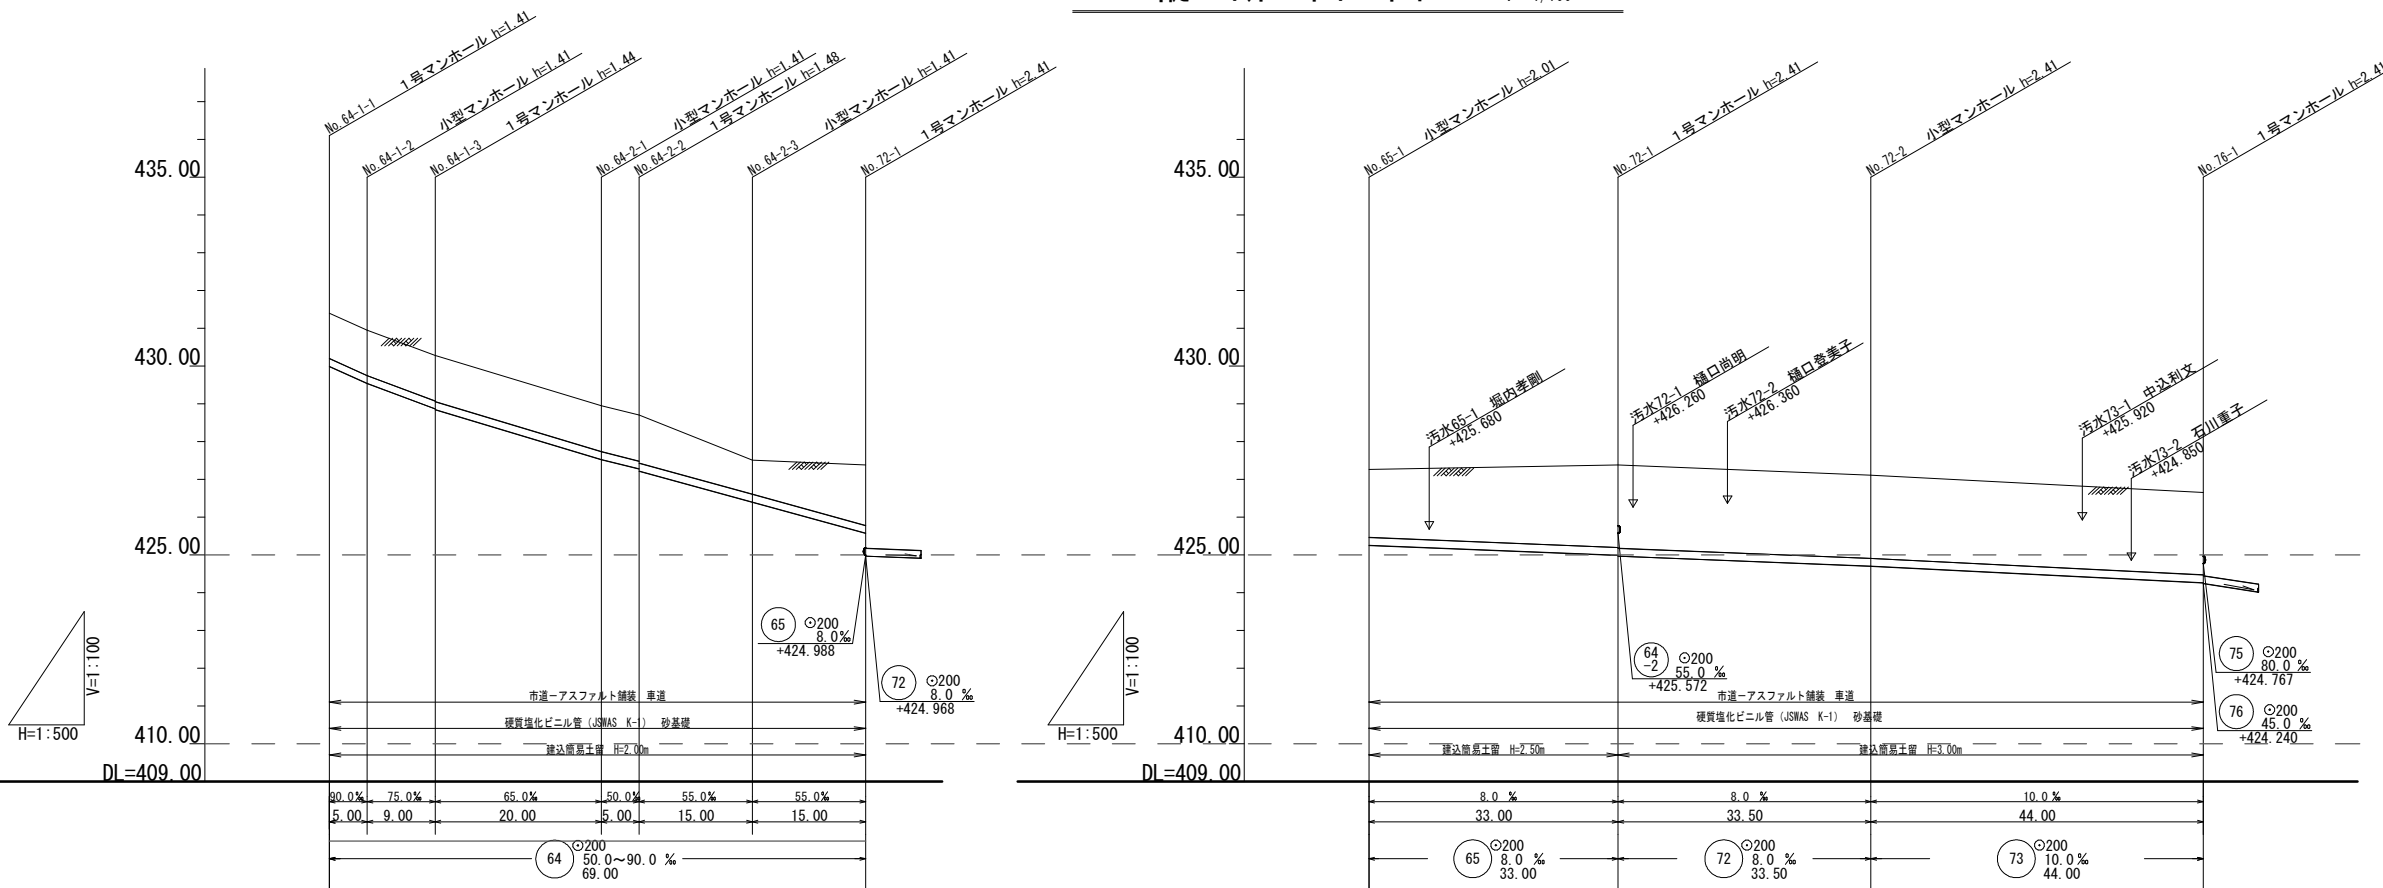 No.64-1-1 1号マンホール h=1.41
No.64-1-2 小型マンホール h=1.41
No.64-1-3 1号マンホール h=1.44
No.64-2-1 小型マンホール h=1.41
No.64-2-2 1号マンホール h=1.48
No.64-2-3 小型マンホール h=1.41
No.72-1 1号マンホール h=2.41
435.00
430.00
425.00
410.00
DL=409.00
V=1:100
H=1:500
65 ⊙200
8.0‰
+424.988
72 ⊙200
8.0 ‰
+424.968
市道-アスファルト舗装 車道
硬質塩化ビニル管(JSWAS K-1) 砂基礎
建込簡易土留 H=2.00m
90.0‰ 75.0‰ 65.0‰ 50.0‰ 55.0‰ 55.0‰
5.00 9.00 20.00 5.00 15.00 15.00
64 ⊙200
50.0~90.0 ‰
69.00
No.65-1 小型マンホール h=2.01
No.72-1 1号マンホール h=2.41
No.72-2 小型マンホール h=2.41
No.76-1 1号マンホール h=2.41
435.00
430.00
425.00
410.00
DL=409.00
V=1:100
H=1:500
汚水65-1 堀内孝剛
+425.680
汚水72-1 樋口尚明
+426.260
汚水72-2 樋口登美子
+426.360
汚水73-1 中込利文
+425.920
汚水73-2 石川重子
+424.850
64-2 ⊙200
55.0 ‰
+425.572
75 ⊙200
80.0 ‰
+424.767
76 ⊙200
45.0 ‰
+424.240
市道-アスファルト舗装 車道
硬質塩化ビニル管(JSWAS K-1) 砂基礎
建込簡易土留 H=2.50m 建込簡易土留 H=3.00m
8.0 ‰ 8.0 ‰ 10.0 ‰
33.00 33.50 44.00
65 ⊙200
8.0 ‰
33.00
72 ⊙200
8.0 ‰
33.50
73 ⊙200
10.0‰
44.00